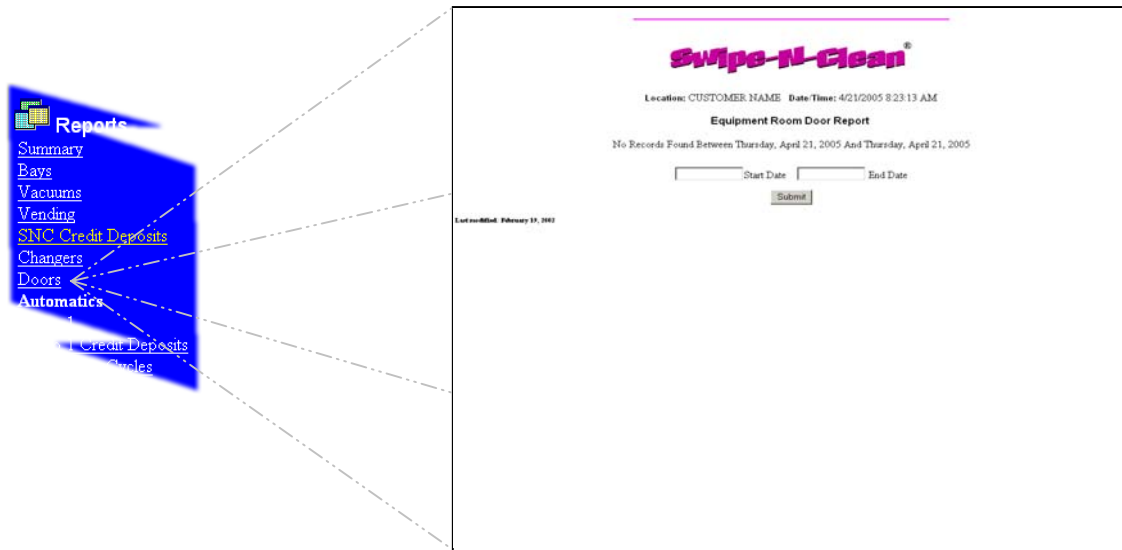 Reports
Summary
Bays
Vacuums
Vending
SNC Credit Deposits
Changers
Doors
Automatics
1 Credit Deposits
Cycles
Swipe-N-Clean®
Location: CUSTOMER NAME Date/Time: 4/21/2005 8:23:13 AM
Equipment Room Door Report
No Records Found Between Thursday, April 21, 2005 And Thursday, April 21, 2005
Start Date End Date
Submit
Last modified: February 15, 2002